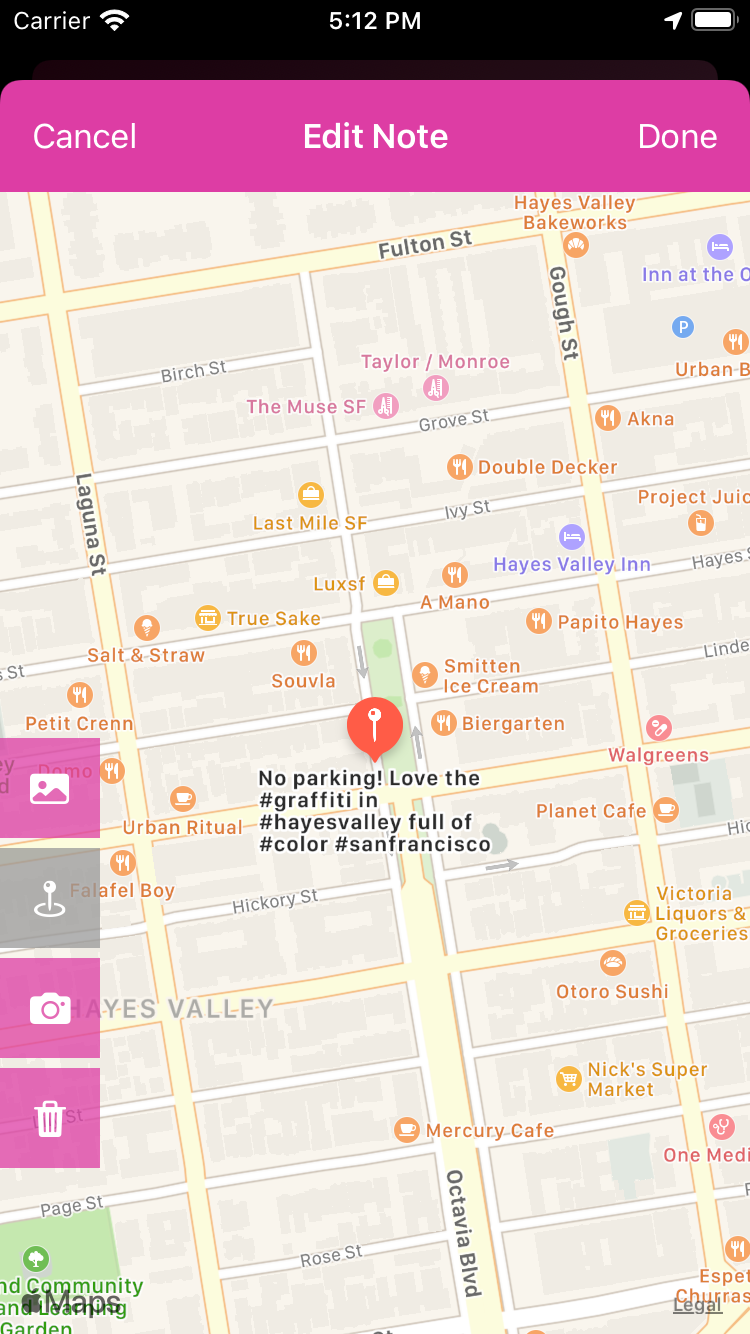 Carrier
5:12 PM
Cancel
Edit Note
Done
Hayes Valley
Bakeworks
Fulton St
Inn at the O
Gough St
P
Birch St
Taylor / Monroe
Urban B
The Muse SF
Grove St
Akna
Double Decker
Laguna St
Project Juic
Last Mile SF
Ivy St
Hayes Valley Inn
Hayes S
Luxsf
A Mano
True Sake
Papito Hayes
Salt & Straw
Linde
s St
Souvla
Smitten
Ice Cream
Petit Crenn
Biergarten
Walgreens
Domo
No parking! Love the
#graffiti in
#hayesvalley full of
#color #sanfrancisco
Planet Cafe
Urban Ritual
Hic
Falafel Boy
Hickory St
Victoria
Liquors &
Groceries
Otoro Sushi
HAYES VALLEY
Nick's Super
Market
Mercury Cafe
One Medi
Page St
Octavia Blvd
Rose St
nd Community
and Learning
Garden
Maps
Espet
Churras
Legal